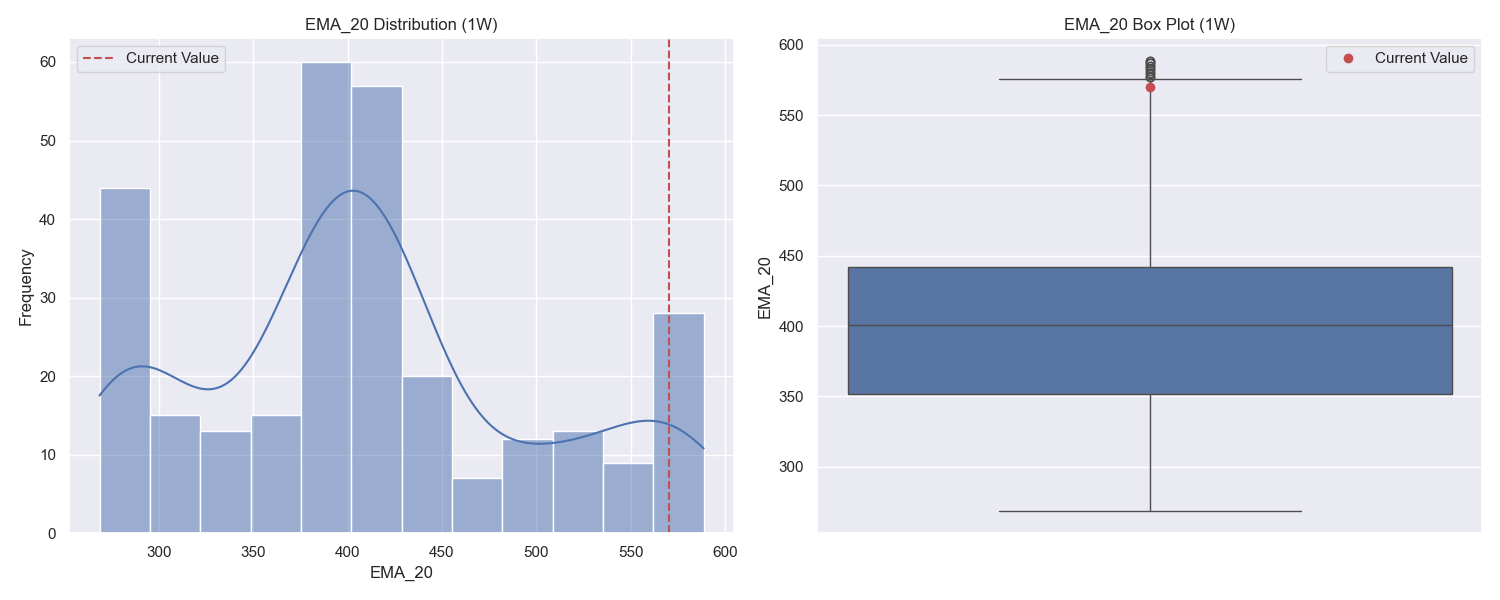 EMA_20 Distribution (1W)
Current Value
Frequency
60
50
40
30
20
10
0
300 350 400 450 500 550 600
EMA_20
EMA_20 Box Plot (1W)
Current Value
EMA_20
600
550
500
450
400
350
300